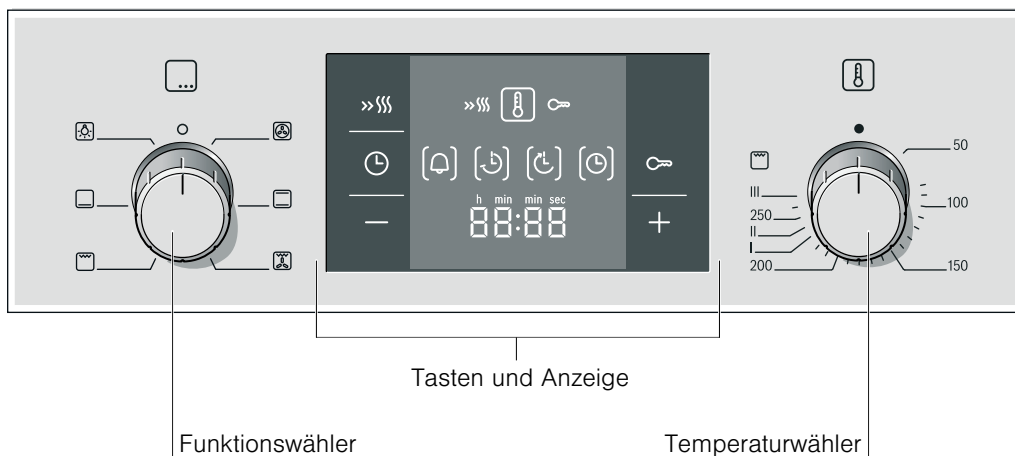 h min min sec
88:88
50
100
150
200
I
II
250
III
Tasten und Anzeige
Funktionswähler
Temperaturwähler